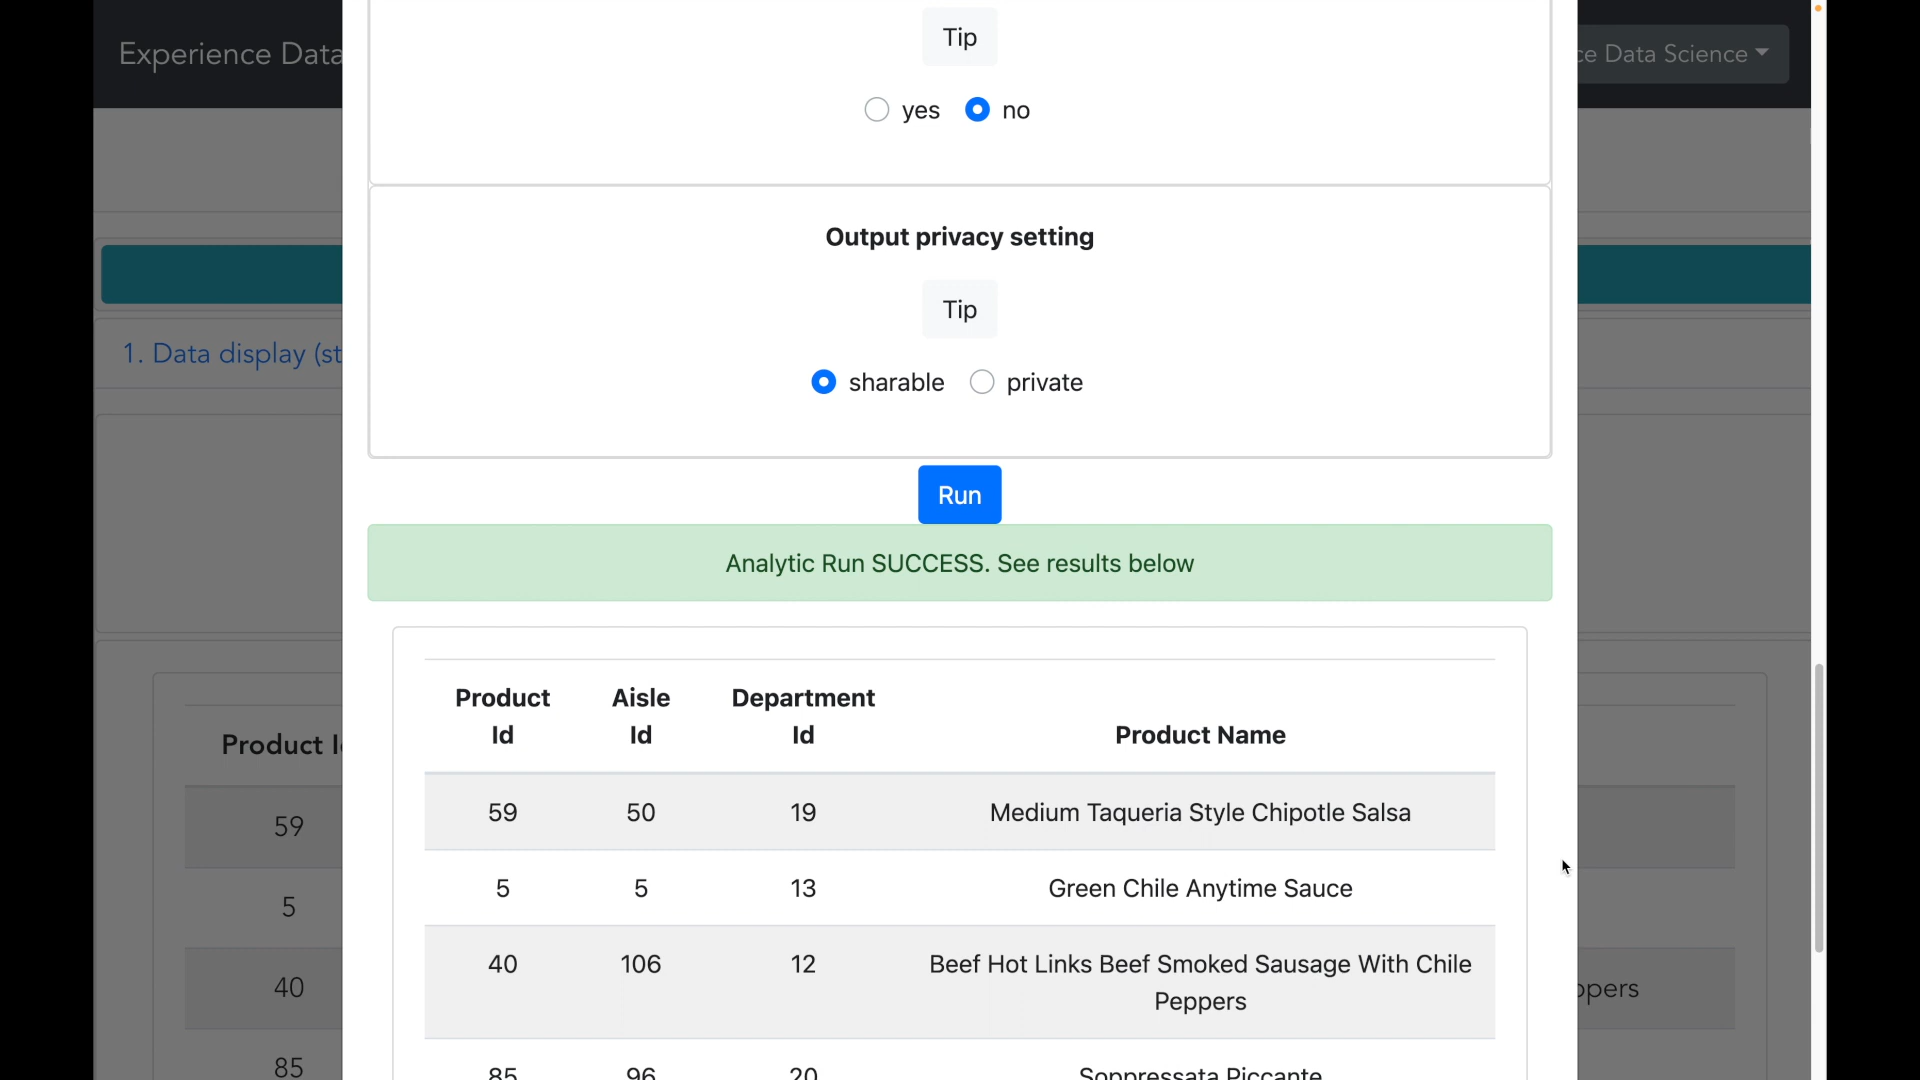 Experience Data
ce Data Science
Tip
yes no
Output privacy setting
Tip
sharable private
1. Data display (st
Run
Analytic Run SUCCESS. See results below
Product Id Aisle Id Department Id Product Name
59 50 19 Medium Taqueria Style Chipotle Salsa
5 5 13 Green Chile Anytime Sauce
40 106 12 Beef Hot Links Beef Smoked Sausage With Chile
Peppers
85 96 20 Soppressata Piccante
Product I
59
5
40
ppers
85